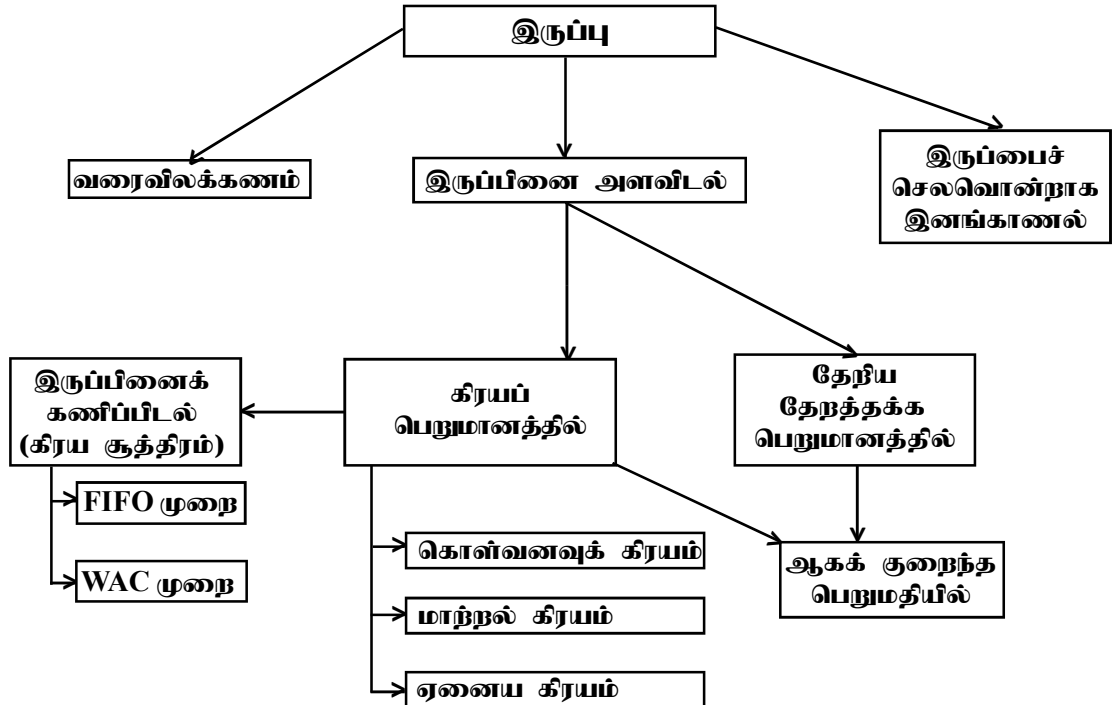 இருப்பு
வரைவிலக்கணம்
இருப்பினை அளவிடல்
இருப்பைச்
செலவொன்றாக
இனங்காணல்
இருப்பினைக்
கணிப்பிடல்
(கிரய சூத்திரம்)
கிரயப்
பெறுமானத்தில்
தேறிய
தேறத்தக்க
பெறுமானத்தில்
FIFO முறை
WAC முறை
கொள்வனவுக் கிரயம்
மாற்றல் கிரயம்
ஏனைய கிரயம்
ஆகக் குறைந்த
பெறுமதியில்